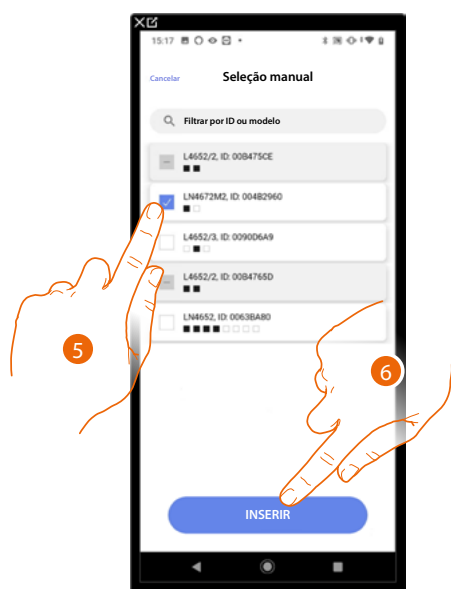 15:17
Cancelar
Seleção manual
Filtrar por ID ou modelo
L4652/2, ID: 00B475CE
LN4672M2, ID: 004B2960
L4652/3, ID: 0090D6A9
L4652/2, ID: 00B4765D
LN4652, ID: 0063BA80
5
6
INSERIR